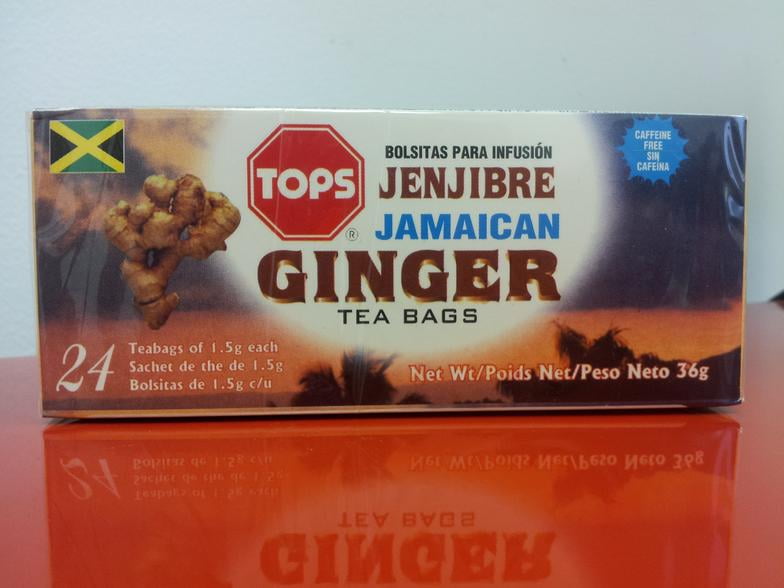 TOPS
®
BOLSITAS PARA INFUSIÓN
JENJIBRE
JAMAICAN
GINGER
TEA BAGS
CAFFEINE
FREE
SIN
CAFEÍNA
24
Teabags of 1.5g each
Sachet de the de 1.5g
Bolsitas de 1.5g c/u
Net Wt/Poids Net/Peso Neto 36g